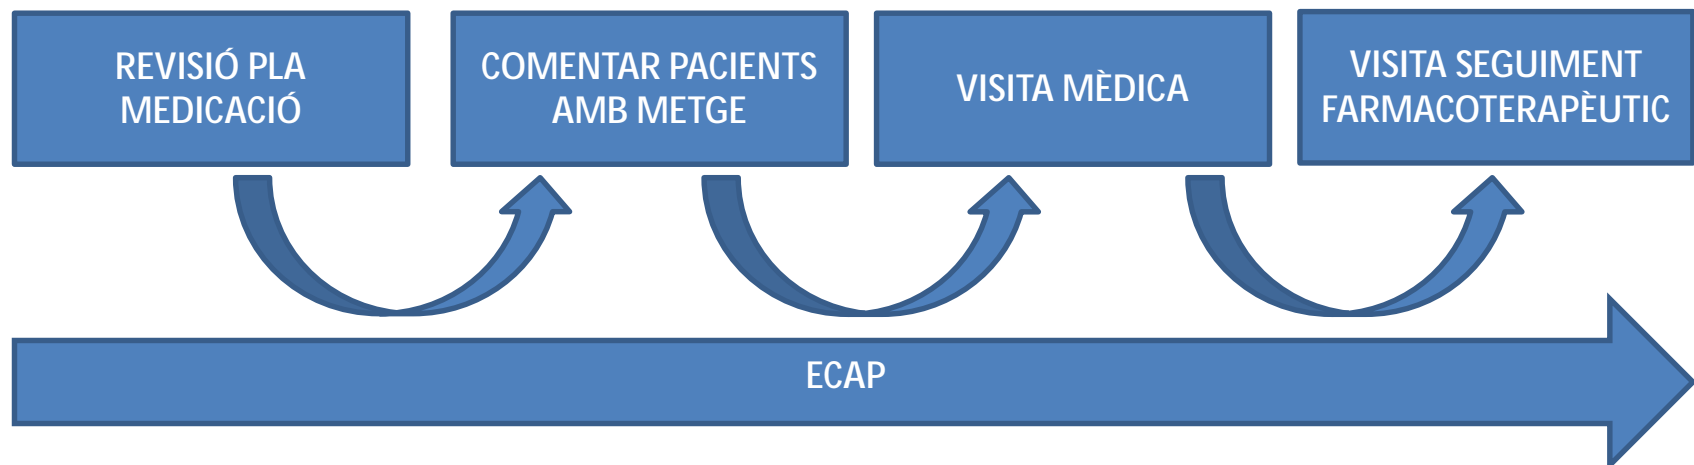 REVISIÓ PLA
MEDICACIÓ
COMENTAR PACIENTS
AMB METGE
VISITA MÈDICA
VISITA SEGUIMENT
FARMACOTERAPÈUTIC
ECAP